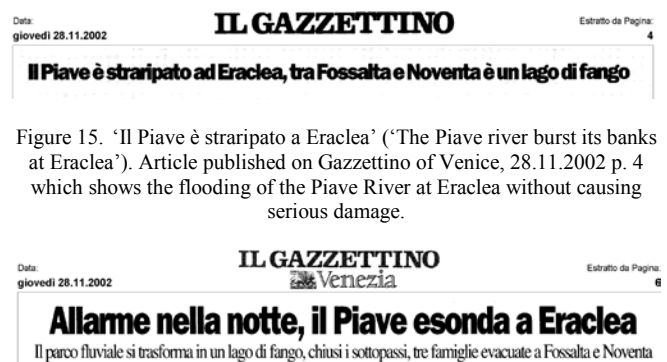 Data:
IL GAZZETTINO
Estratto da Pagina:
giovedì 28.11.2002
4
Il Piave è straripato ad Eraclea, tra Fossalta e Noventa è un lago di fango
Figure 15. ‘Il Piave è straripato a Eraclea’ (‘The Piave river burst its banks
at Eraclea’). Article published on Gazzettino of Venice, 28.11.2002 p. 4
which shows the flooding of the Piave River at Eraclea without causing
serious damage.
Data:
IL GAZZETTINO
Estratto da Pagina:
Venezia
giovedì 28.11.2002
6
Allarme nella notte, il Piave esonda a Eraclea
Il parco fluviale si trasforma in un lago di fango, chiusi i sottopassi, tre famiglie evacuate a Fossalta e Noventa